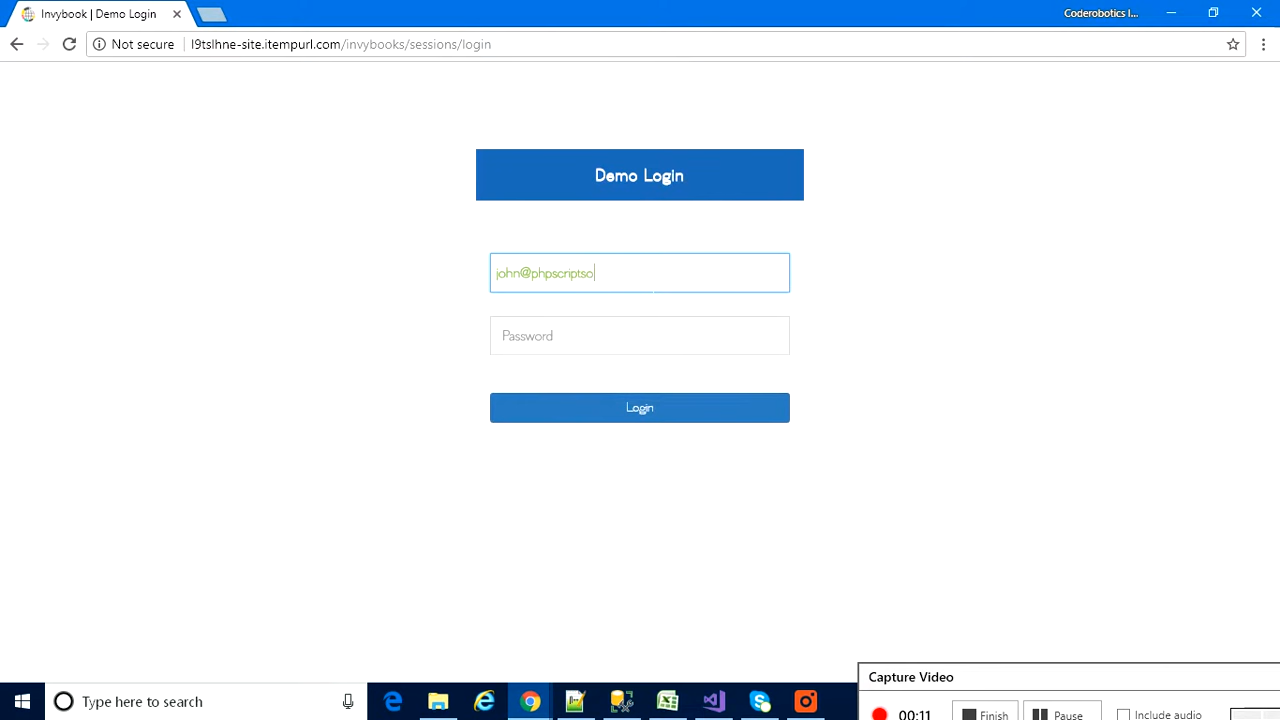 Invybook | Demo Login
Coderobotics I...
Not secure
l9tslhne-site.itempurl.com/invybooks/sessions/login
Demo Login
john@phpscriptso
Password
Login
Capture Video
Type here to search
00:11
Finish
Pause
Include audio